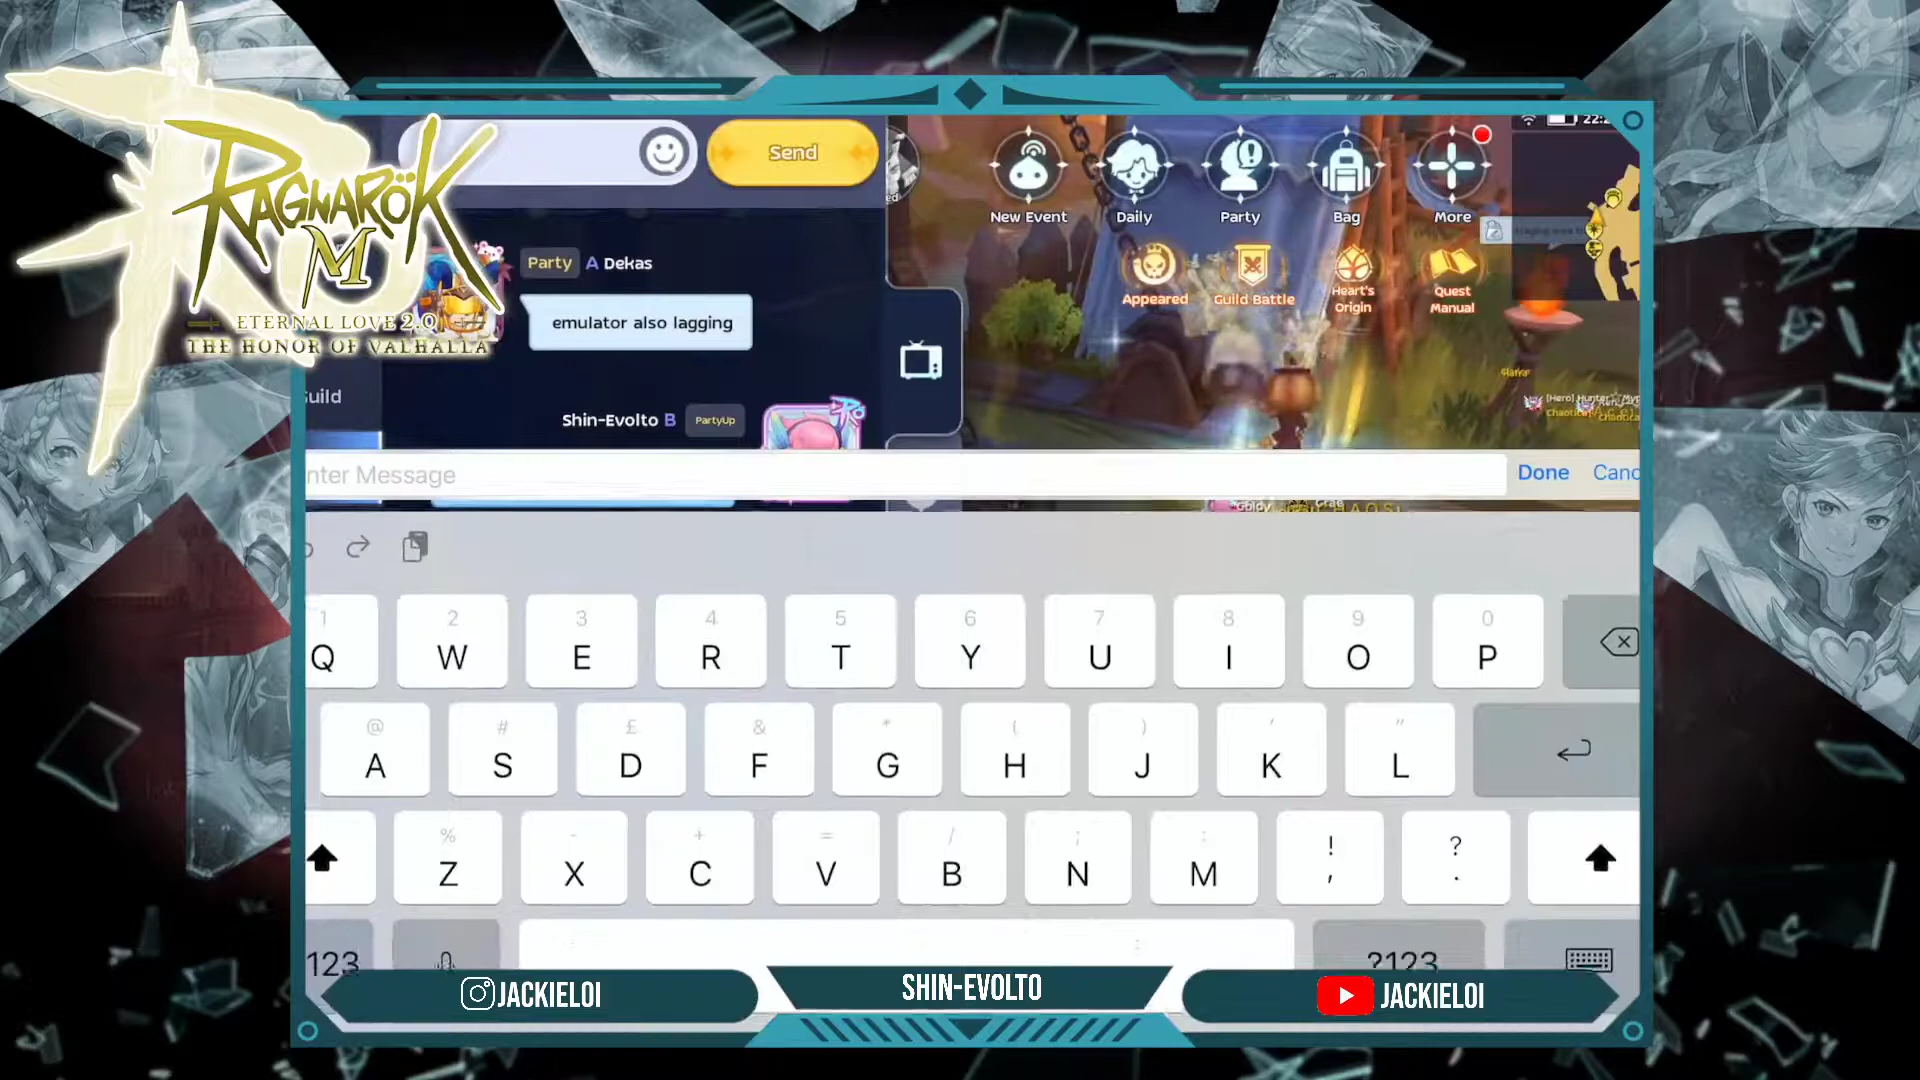 RAGNARÖK
M
ETERNAL LOVE 2.0
THE HONOR OF VALHALLA
Send
New Event
Daily
Party
Bag
More
Appeared
Guild Battle
Heart's
Origin
Quest
Manual
Party A Dekas
emulator also lagging
uild
Shin-Evolto B PartyUp
[Hero] Hunter
nter Message
Done
Canc
1 2 3 4 5 6 7 8 9 0
Q W E R T Y U I O P
@ # £ & * ( ) ' "
A S D F G H J K L
% - + = / ; : ! ?
Z X C V B N M , .
123
?123
JACKIELOI
SHIN-EVOLTO
JACKIELOI